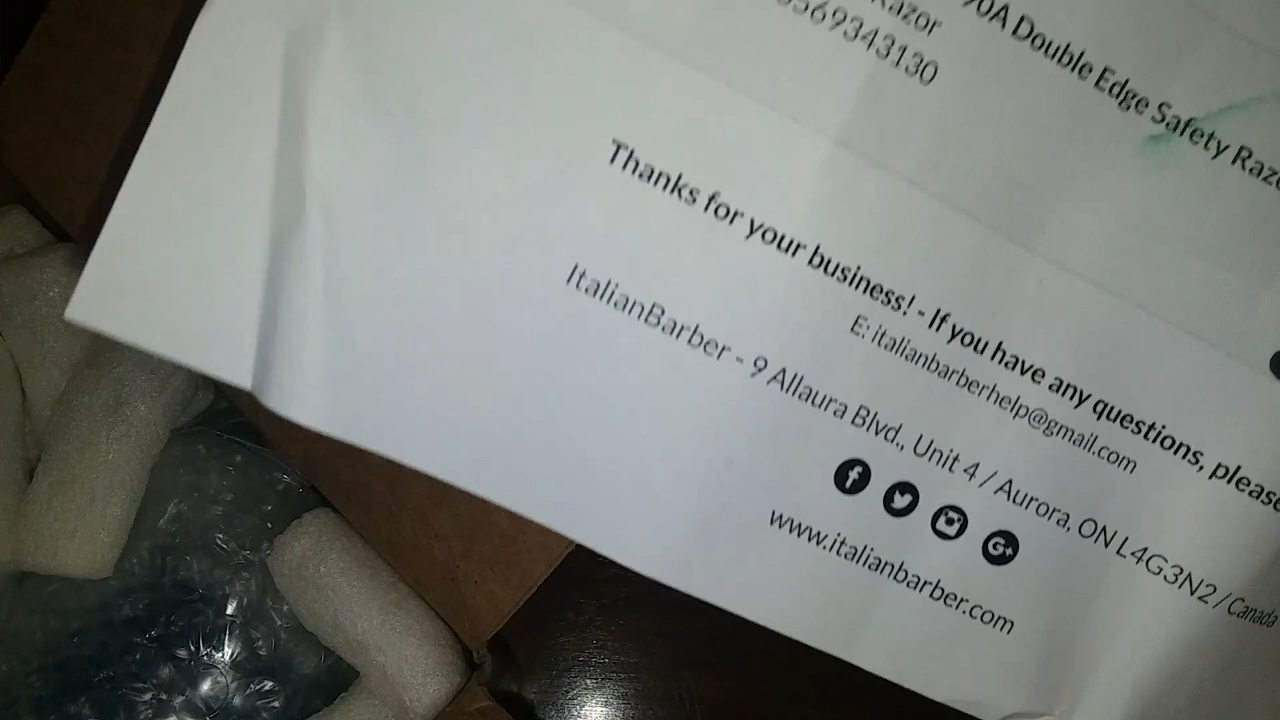 Razor
0A Double Edge Safety
569343130
Thanks for your business! - If you have any questions, please
E: italianbarberhelp@gmail.com
ItalianBarber - 9 Allaura Blvd., Unit 4 / Aurora, ON L4G3N2 / Canada
f
G+
www.italianbarber.com